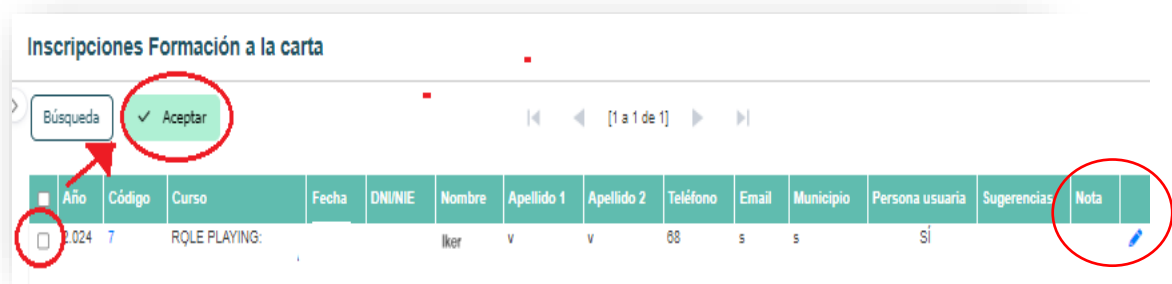 Inscripciones Formación a la carta
Búsqueda Aceptar [1 a 1 de 1]
Año Código Curso Fecha DNI/NIE Nombre Apellido 1 Apellido 2 Teléfono Email Municipio Persona usuaria Sugerencias Nota
2.024 7 ROLE PLAYING: Iker v v 68 s s SÍ